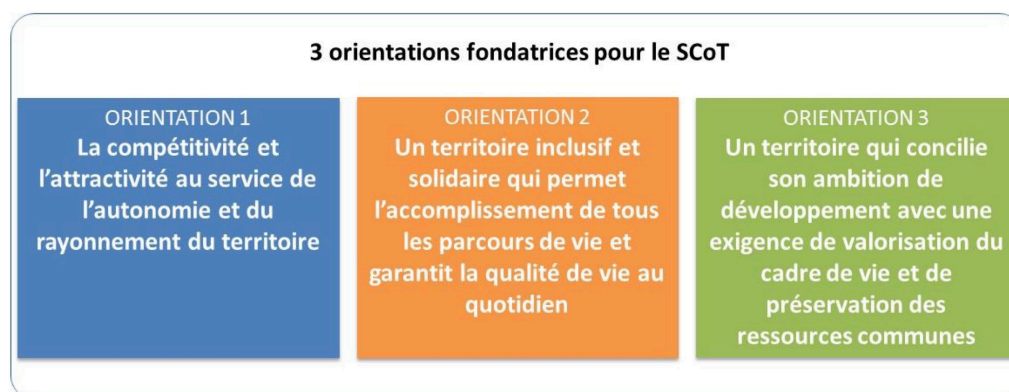 3 orientations fondatrices pour le SCoT
ORIENTATION 1
La compétitivité et
l'attractivité au service de
l'autonomie et du
rayonnement du territoire
ORIENTATION 2
Un territoire inclusif et
solidaire qui permet
l'accomplissement de tous
les parcours de vie et
garantit la qualité de vie au
quotidien
ORIENTATION 3
Un territoire qui concilie
son ambition de
développement avec une
exigence de valorisation du
cadre de vie et de
préservation des
ressources communes